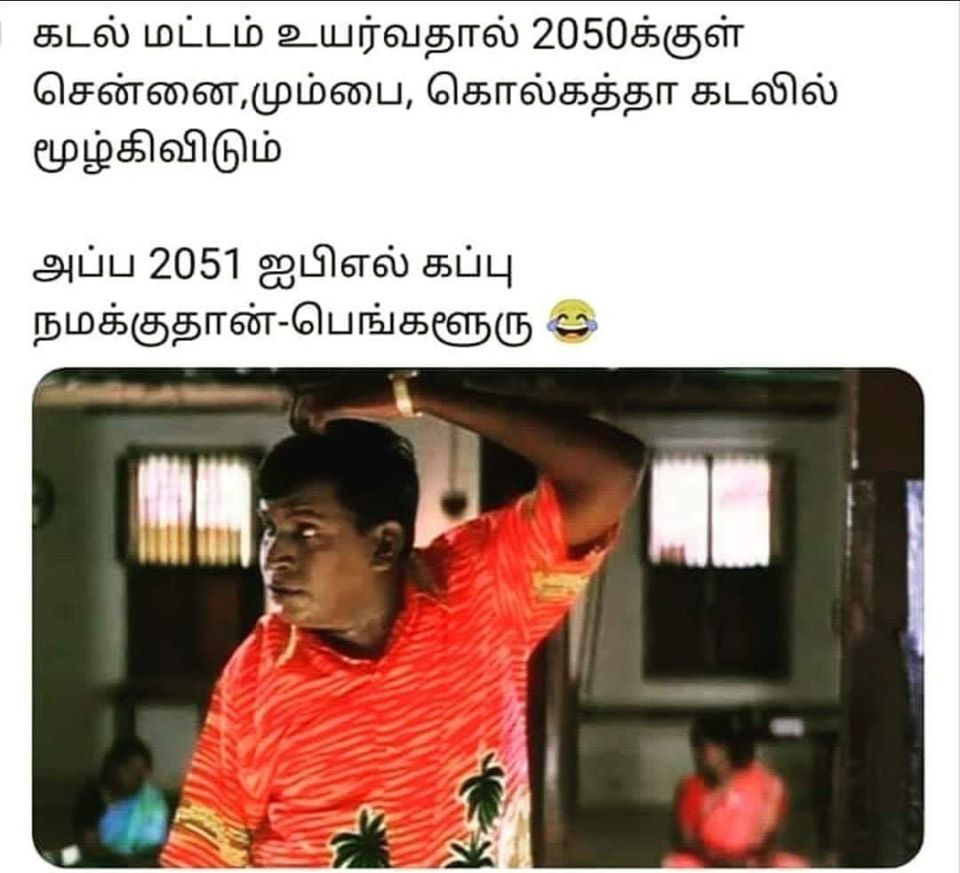 கடல் மட்டம் உயர்வதால் 2050க்குள்
சென்னை,மும்பை, கொல்கத்தா கடலில்
மூழ்கிவிடும்
அப்ப 2051 ஐபிஎல் கப்பு
நமக்குதான்-பெங்களூரு 😂